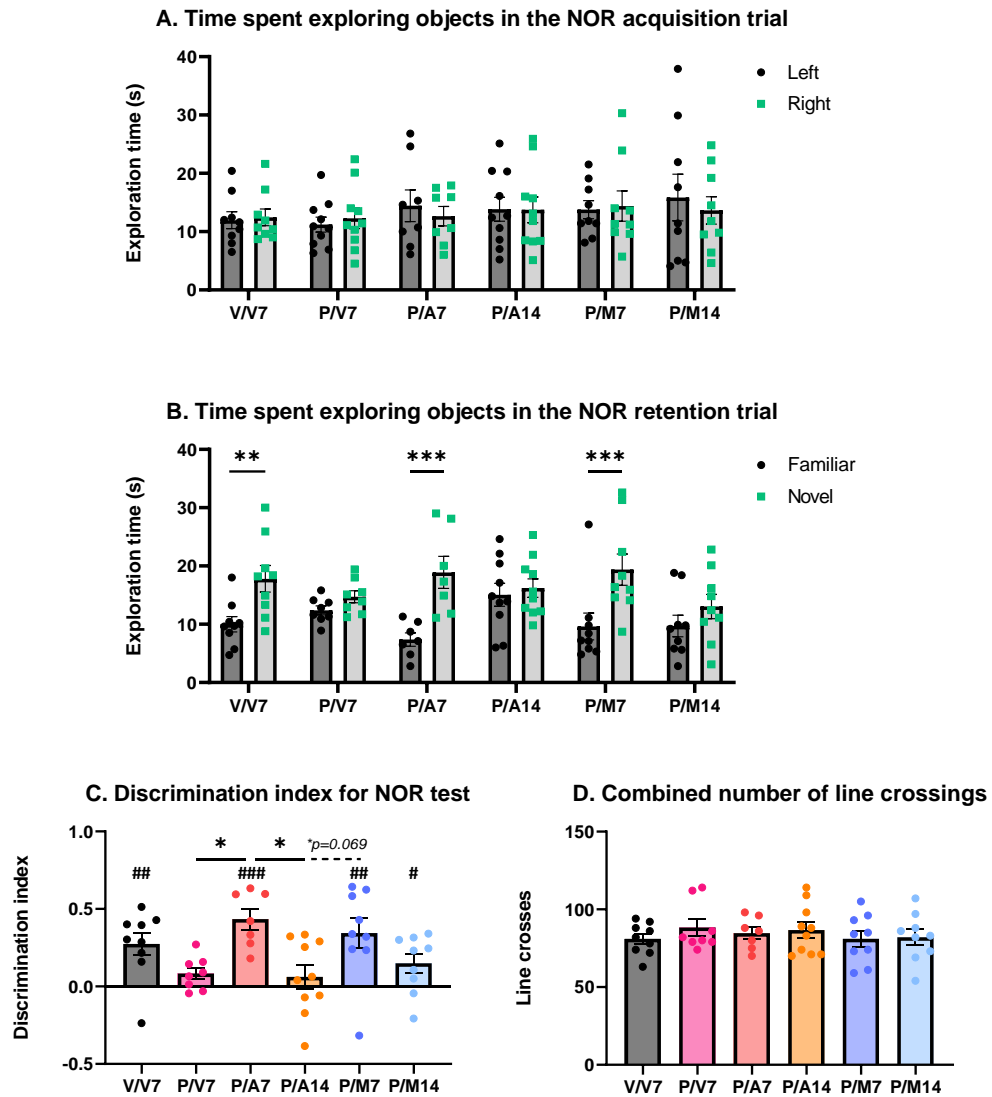 A. Time spent exploring objects in the NOR acquisition trial
Exploration time (s)
40
30
20
10
0
Left
Right
V/V7 P/V7 P/A7 P/A14 P/M7 P/M14
B. Time spent exploring objects in the NOR retention trial
Exploration time (s)
40
30
20
10
0
** *** ***
Familiar
Novel
V/V7 P/V7 P/A7 P/A14 P/M7 P/M14
C. Discrimination index for NOR test
Discrimination index
1.0
0.5
0.0
-0.5
* * *p=0.069
## ### ## #
V/V7 P/V7 P/A7 P/A14 P/M7 P/M14
D. Combined number of line crossings
Line crosses
150
100
50
0
V/V7 P/V7 P/A7 P/A14 P/M7 P/M14